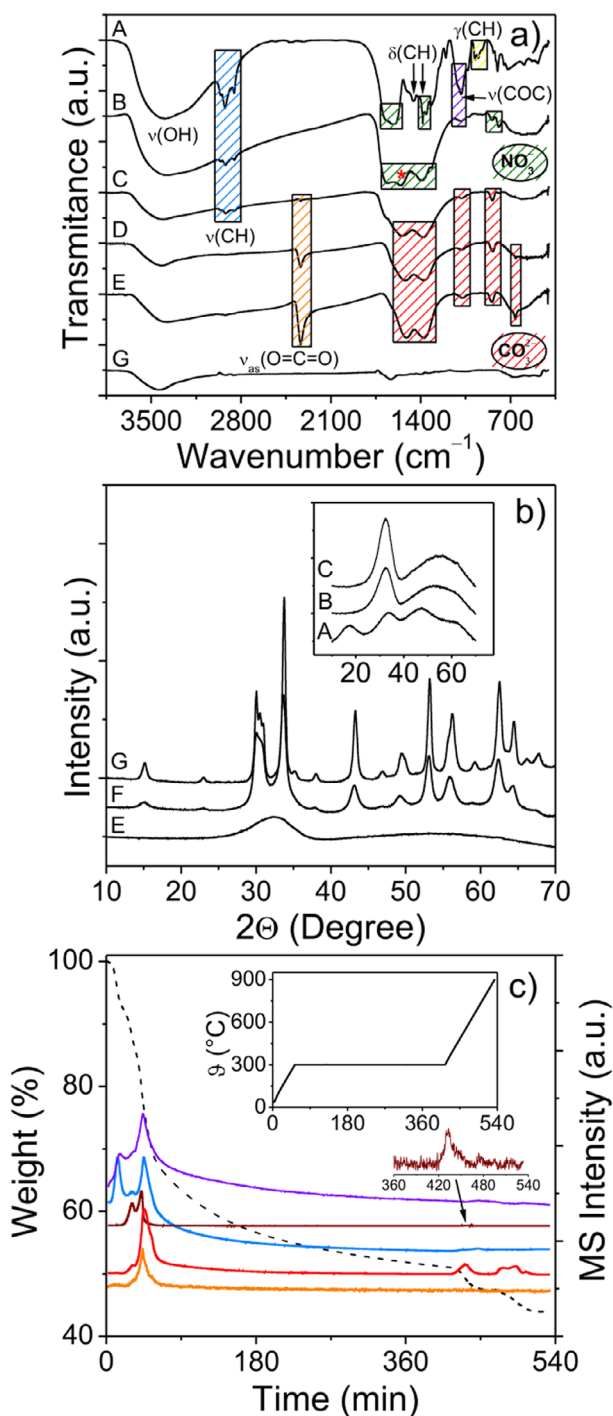 a)
γ(CH)
δ(CH)
A
ν(OH)
ν(COC)
B
NO₃⁻
*
C
ν(CH)
D
E
CO₃²⁻
νas(O=C=O)
G
Transmitance (a.u.)
3500 2800 2100 1400 700
Wavenumber (cm⁻¹)
b)
C
B
A
20 40 60
G
F
E
Intensity (a.u.)
10 20 30 40 50 60 70
2Θ (Degree)
c)
900
600
300
0
ϑ (°C)
0 180 360 540
360 420 480 540
100
80
60
40
Weight (%)
MS Intensity (a.u.)
0 180 360 540
Time (min)